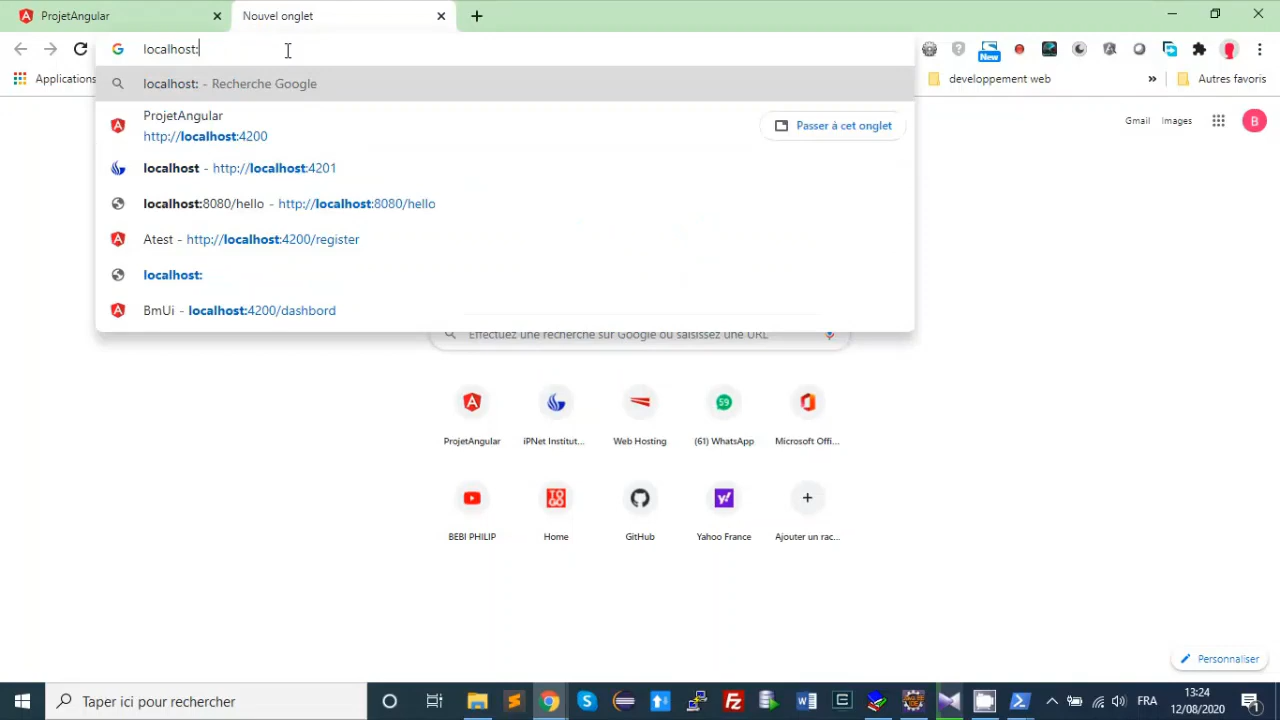 ProjetAngular
Nouvel onglet
localhost:
New
Applications
developpement web
»
Autres favoris
localhost: - Recherche Google
ProjetAngular
http://localhost:4200
Passer à cet onglet
localhost - http://localhost:4201
localhost:8080/hello - http://localhost:8080/hello
Atest - http://localhost:4200/register
localhost:
BmUi - localhost:4200/dashbord
Gmail
Images
B
Effectuez une recherche sur Google ou saisissez une URL
59
ProjetAngular
iPNet Institut...
Web Hosting
(61) WhatsApp
Microsoft Offi...
TO
GO
BEBI PHILIP
Home
GitHub
Yahoo France
Ajouter un rac...
Personnaliser
Taper ici pour rechercher
FRA
13:24
12/08/2020